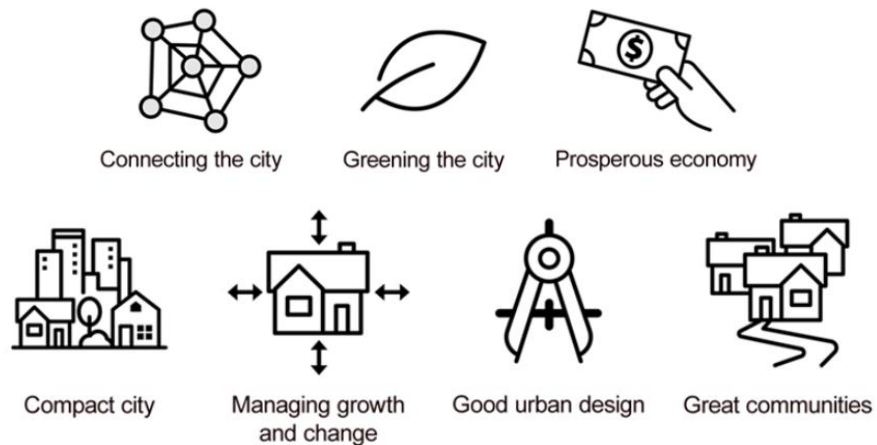 $
Connecting the city
Greening the city
Prosperous economy
Compact city
Managing growth
and change
Good urban design
Great communities